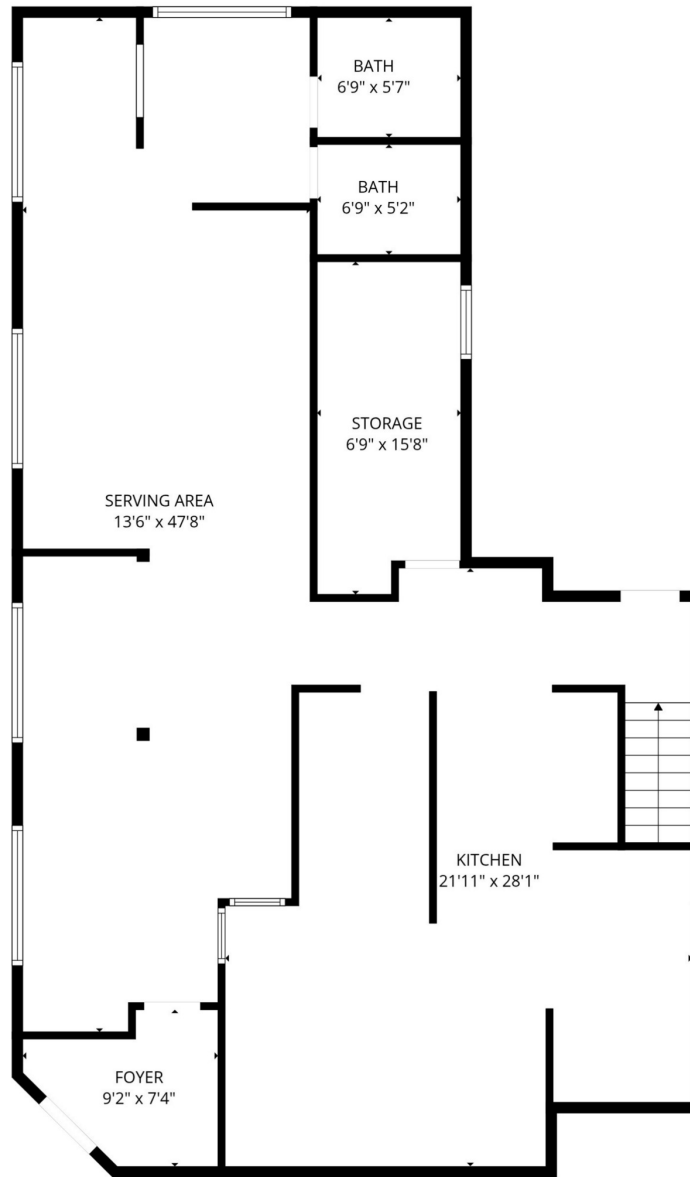 BATH
6'9" x 5'7"
BATH
6'9" x 5'2"
STORAGE
6'9" x 15'8"
SERVING AREA
13'6" x 47'8"
KITCHEN
21'11" x 28'1"
FOYER
9'2" x 7'4"